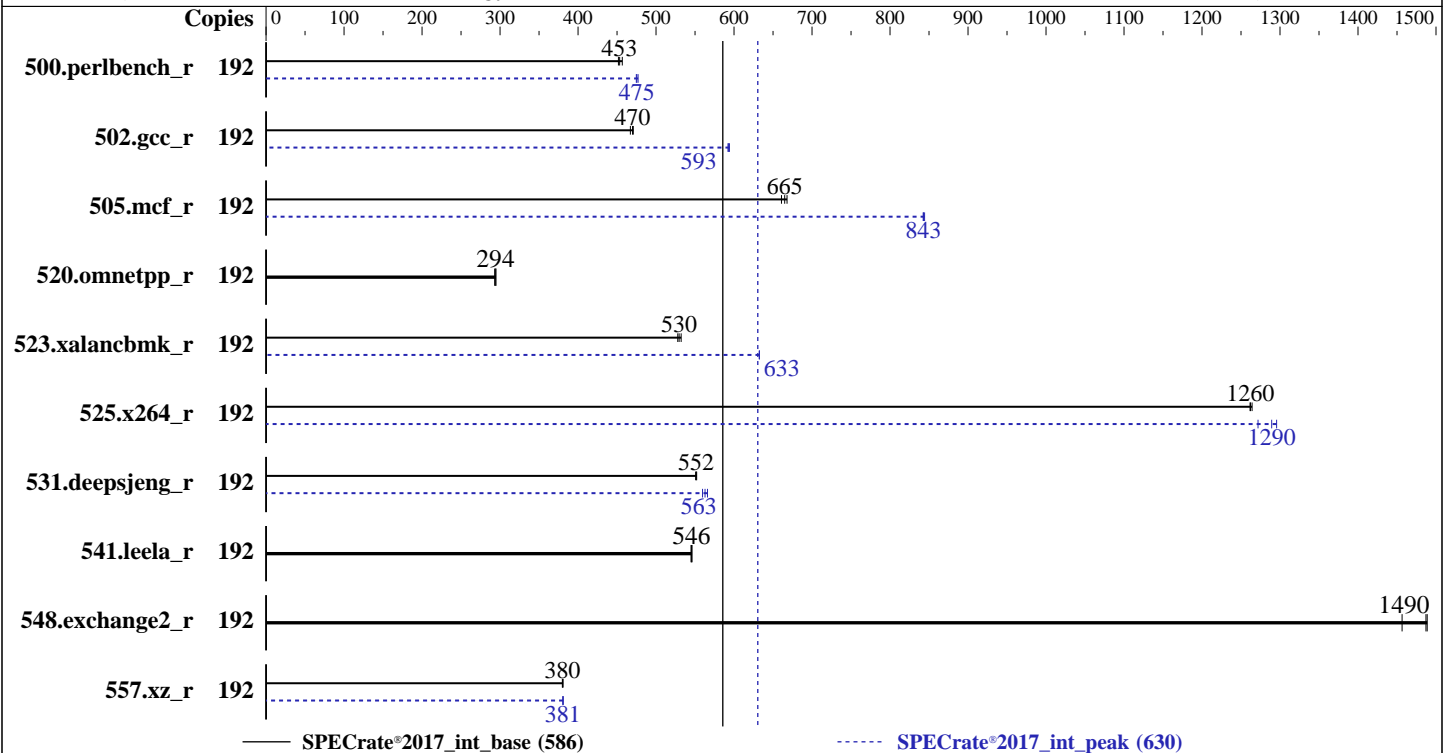 Copies 0 100 200 300 400 500 600 700 800 900 1000 1100 1200 1300 1400 1500
453
500.perlbench_r 192
475
470
502.gcc_r 192
593
665
505.mcf_r 192
843
294
520.omnetpp_r 192
530
523.xalancbmk_r 192
633
1260
525.x264_r 192
1290
552
531.deepsjeng_r 192
563
546
541.leela_r 192
1490
548.exchange2_r 192
380
557.xz_r 192
381
SPECrate®2017_int_base (586) SPECrate®2017_int_peak (630)